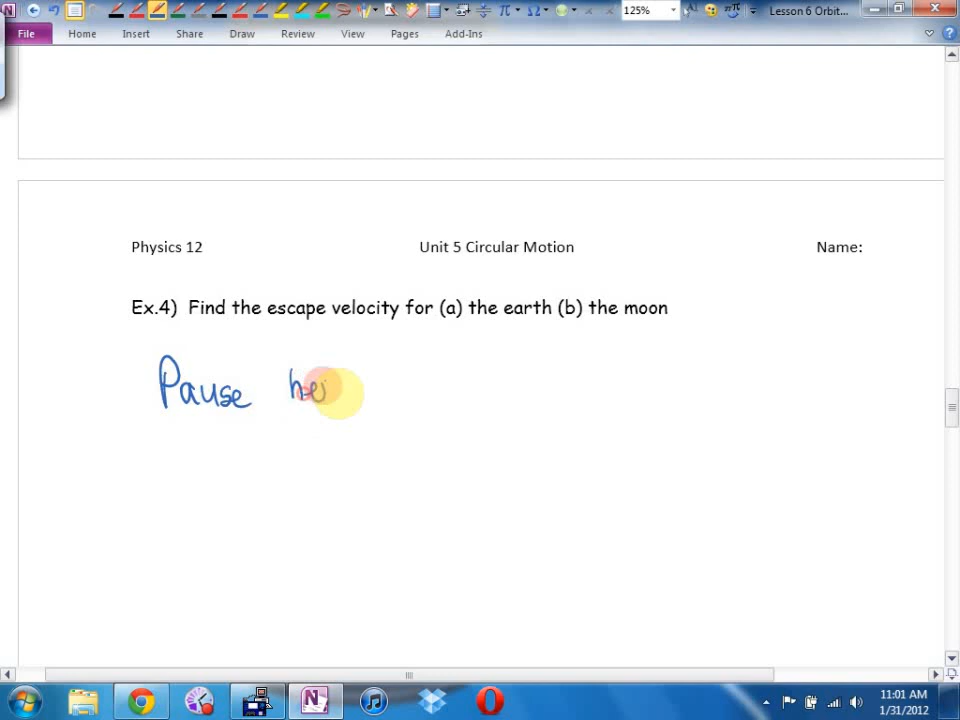 125% Lesson 6 Orbit...
File Home Insert Share Draw Review View Pages Add-Ins
Physics 12 Unit 5 Circular Motion Name:
Ex.4) Find the escape velocity for (a) the earth (b) the moon
Pause
11:01 AM
1/31/2012